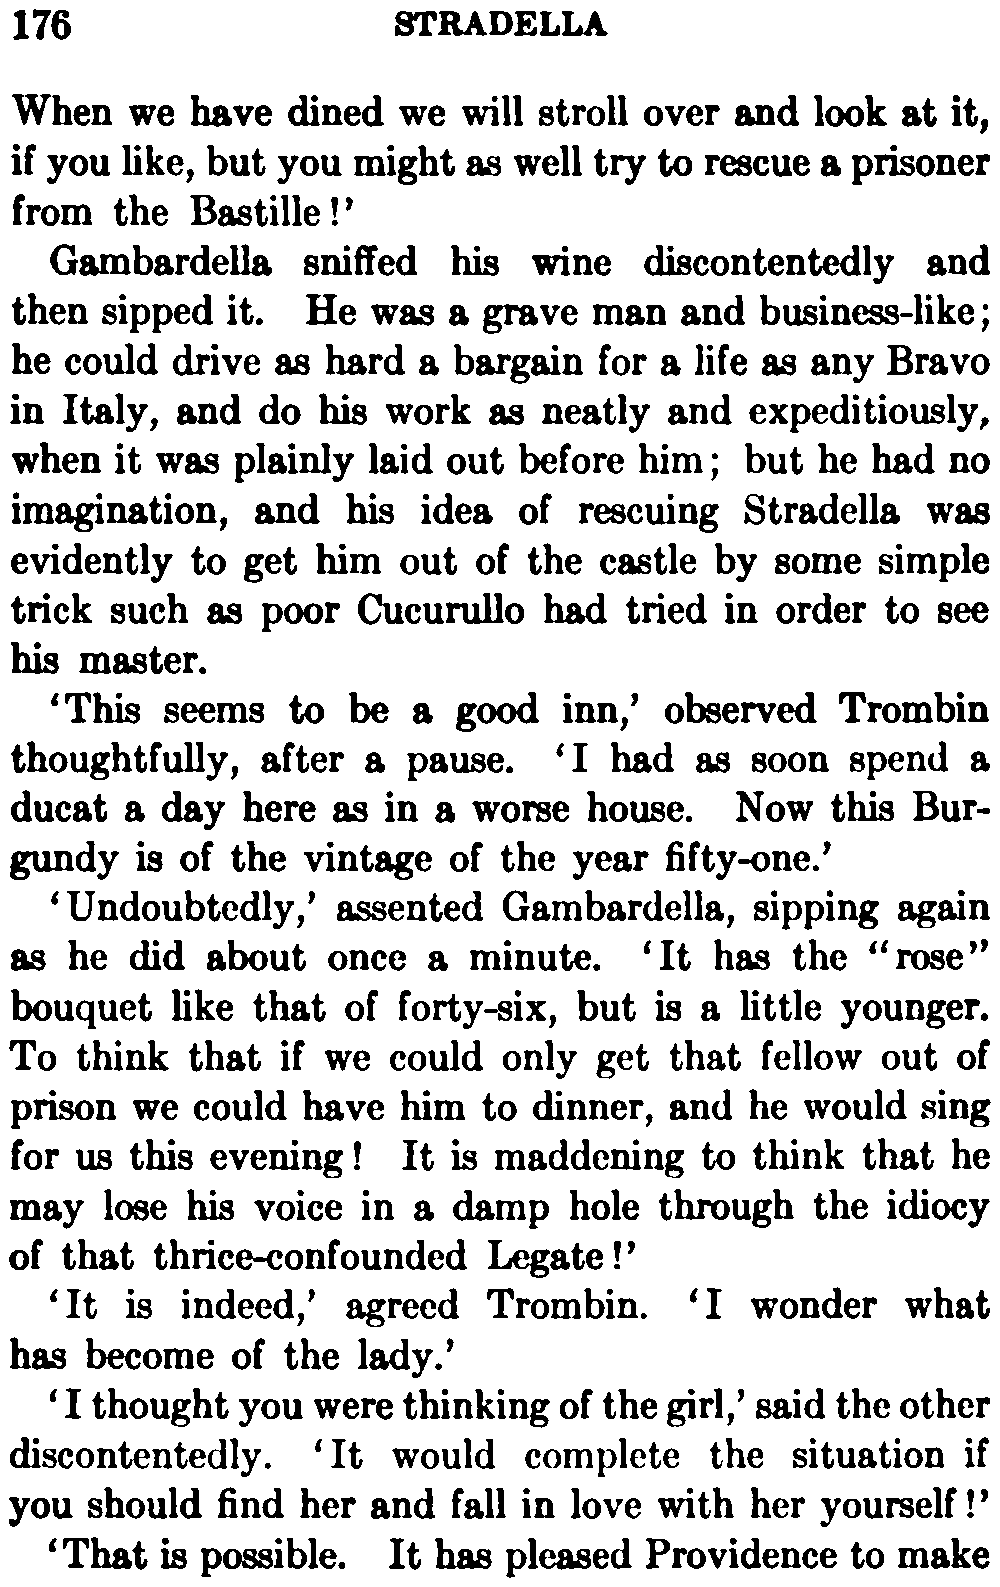 176 STRADELLA
When we have dined we will stroll over and look at it,
if you like, but you might as well try to rescue a prisoner
from the Bastille!’
Gambardella sniffed his wine discontentedly and
then sipped it. He was a grave man and business-like;
he could drive as hard a bargain for a life as any Bravo
in Italy, and do his work as neatly and expeditiously,
when it was plainly laid out before him; but he had no
imagination, and his idea of rescuing Stradella was
evidently to get him out of the castle by some simple
trick such as poor Cucurullo had tried in order to see
his master.
‘This seems to be a good inn,’ observed Trombin
thoughtfully, after a pause. ‘I had as soon spend a
ducat a day here as in a worse house. Now this Bur-
gundy is of the vintage of the year fifty-one.’
‘Undoubtedly,’ assented Gambardella, sipping again
as he did about once a minute. ‘It has the “rose”
bouquet like that of forty-six, but is a little younger.
To think that if we could only get that fellow out of
prison we could have him to dinner, and he would sing
for us this evening! It is maddening to think that he
may lose his voice in a damp hole through the idiocy
of that thrice-confounded Legate!’
‘It is indeed,’ agreed Trombin. ‘I wonder what
has become of the lady.’
‘I thought you were thinking of the girl,’ said the other
discontentedly. ‘It would complete the situation if
you should find her and fall in love with her yourself!’
‘That is possible. It has pleased Providence to make